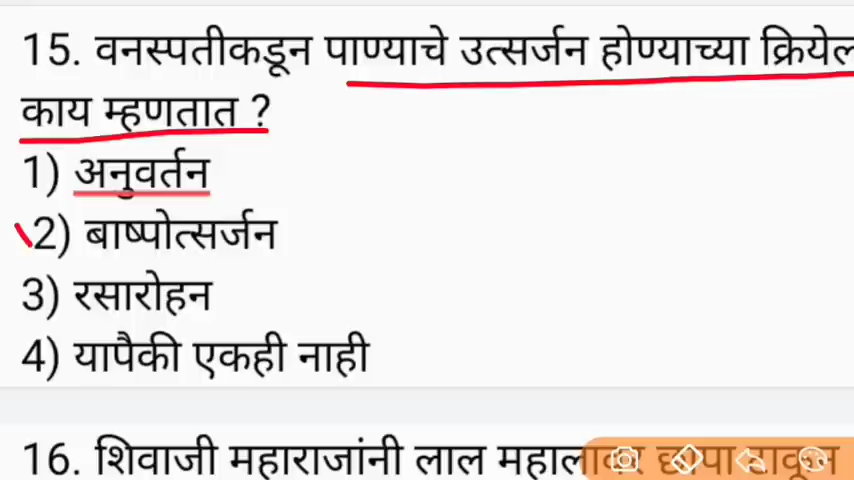 15. वनस्पतीकडून पाण्याचे उत्सर्जन होण्याच्या क्रियेल
काय म्हणतात ?
1) अनुवर्तन
2) बाष्पोत्सर्जन
3) रसारोहन
4) यापैकी एकही नाही
16. शिवाजी महाराजांनी लाल महालावर छापा टाकून